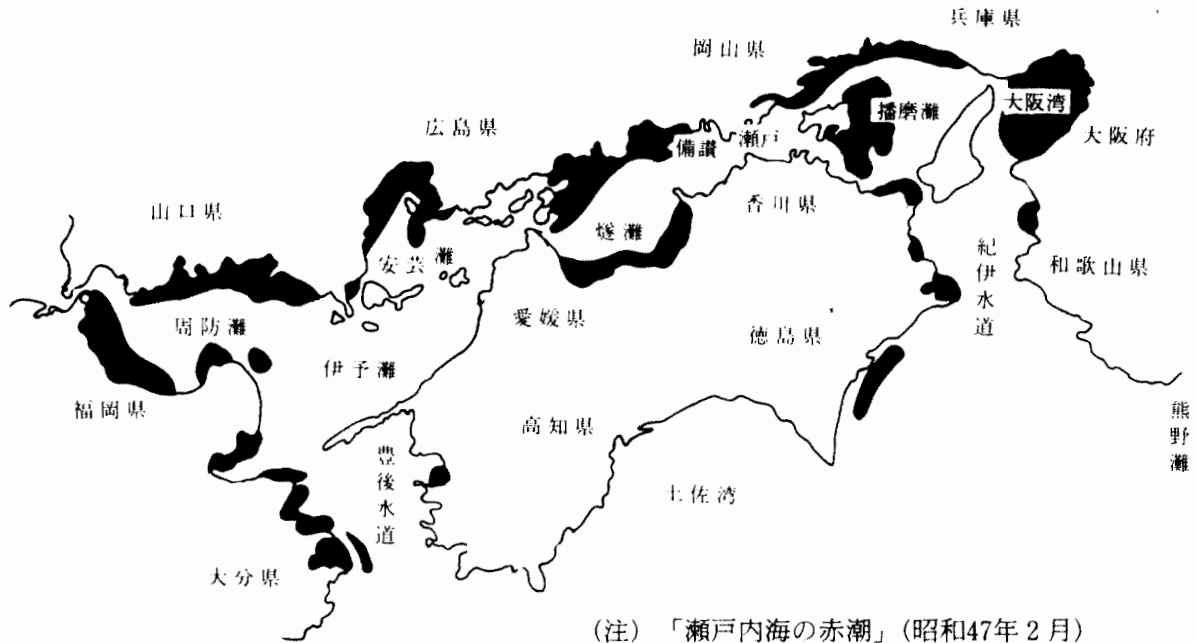 兵庫県
岡山県
大阪湾
播磨灘
広島県
大阪府
備讃瀬戸
山口県
香川県
燧灘
安芸灘
紀伊水道
和歌山県
周防灘
愛媛県
徳島県
伊予灘
福岡県
高知県
熊野灘
豊後水道
土佐湾
大分県
(注) 「瀬戸内海の赤潮」(昭和47年2月)